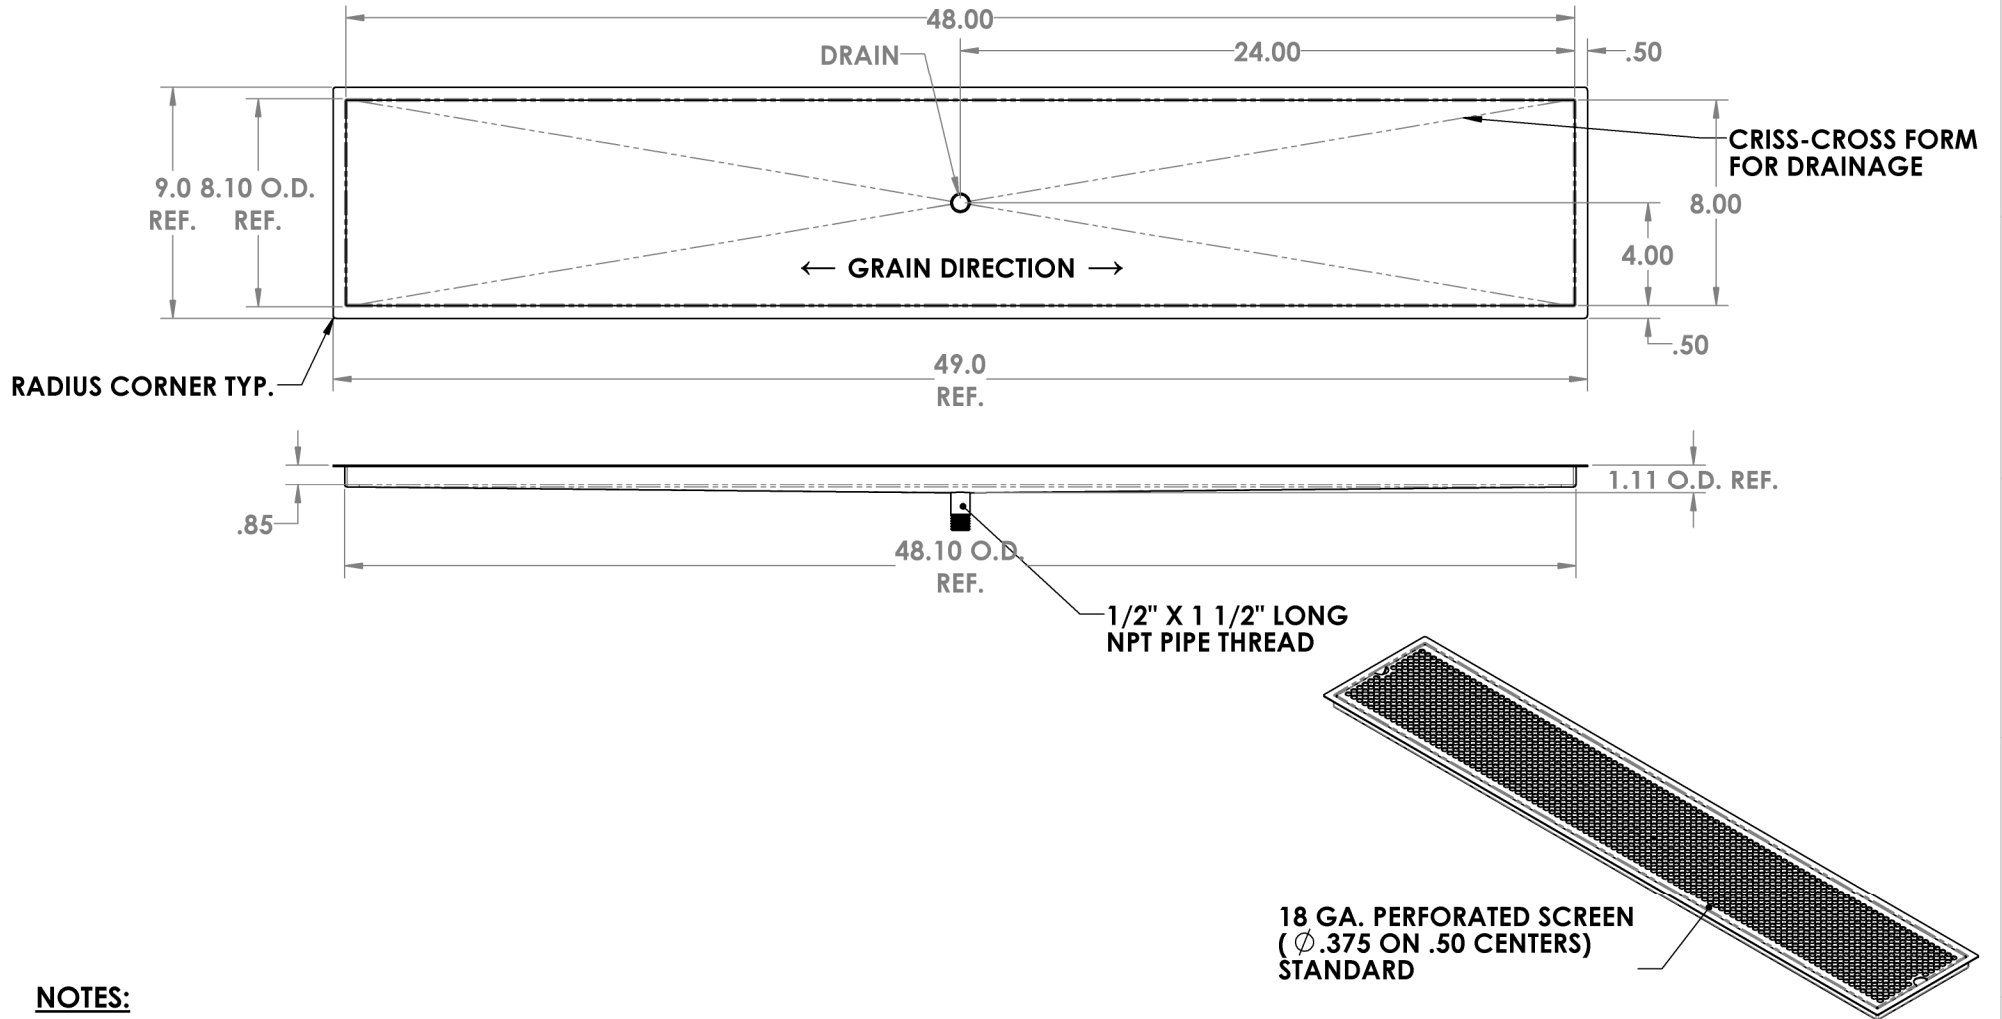 48.00
DRAIN
24.00
.50
CRISS-CROSS FORM
FOR DRAINAGE
9.0 8.10 O.D.
REF. REF.
8.00
4.00
← GRAIN DIRECTION →
.50
49.0
REF.
RADIUS CORNER TYP.
1.11 O.D. REF.
.85
48.10 O.D.
REF.
1/2" X 1 1/2" LONG
NPT PIPE THREAD
18 GA. PERFORATED SCREEN
( ∅.375 ON .50 CENTERS)
STANDARD
NOTES: